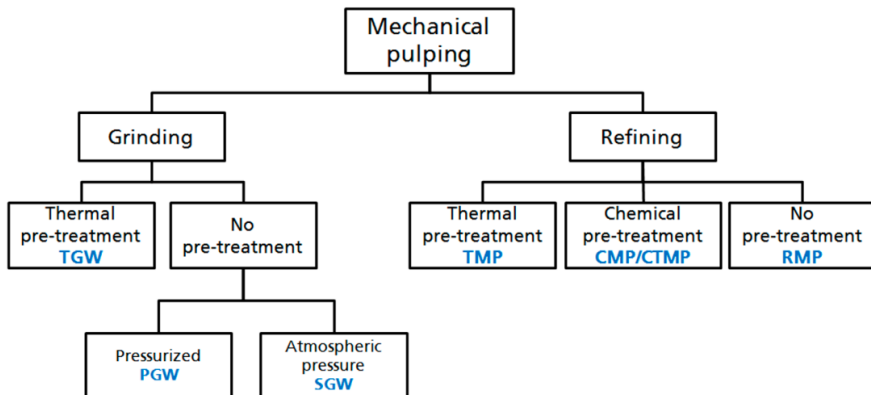 Mechanical
pulping
Grinding
Refining
Thermal
pre-treatment
TGW
No
pre-treatment
Thermal
pre-treatment
TMP
Chemical
pre-treatment
CMP/CTMP
No
pre-treatment
RMP
Pressurized
PGW
Atmospheric
pressure
SGW